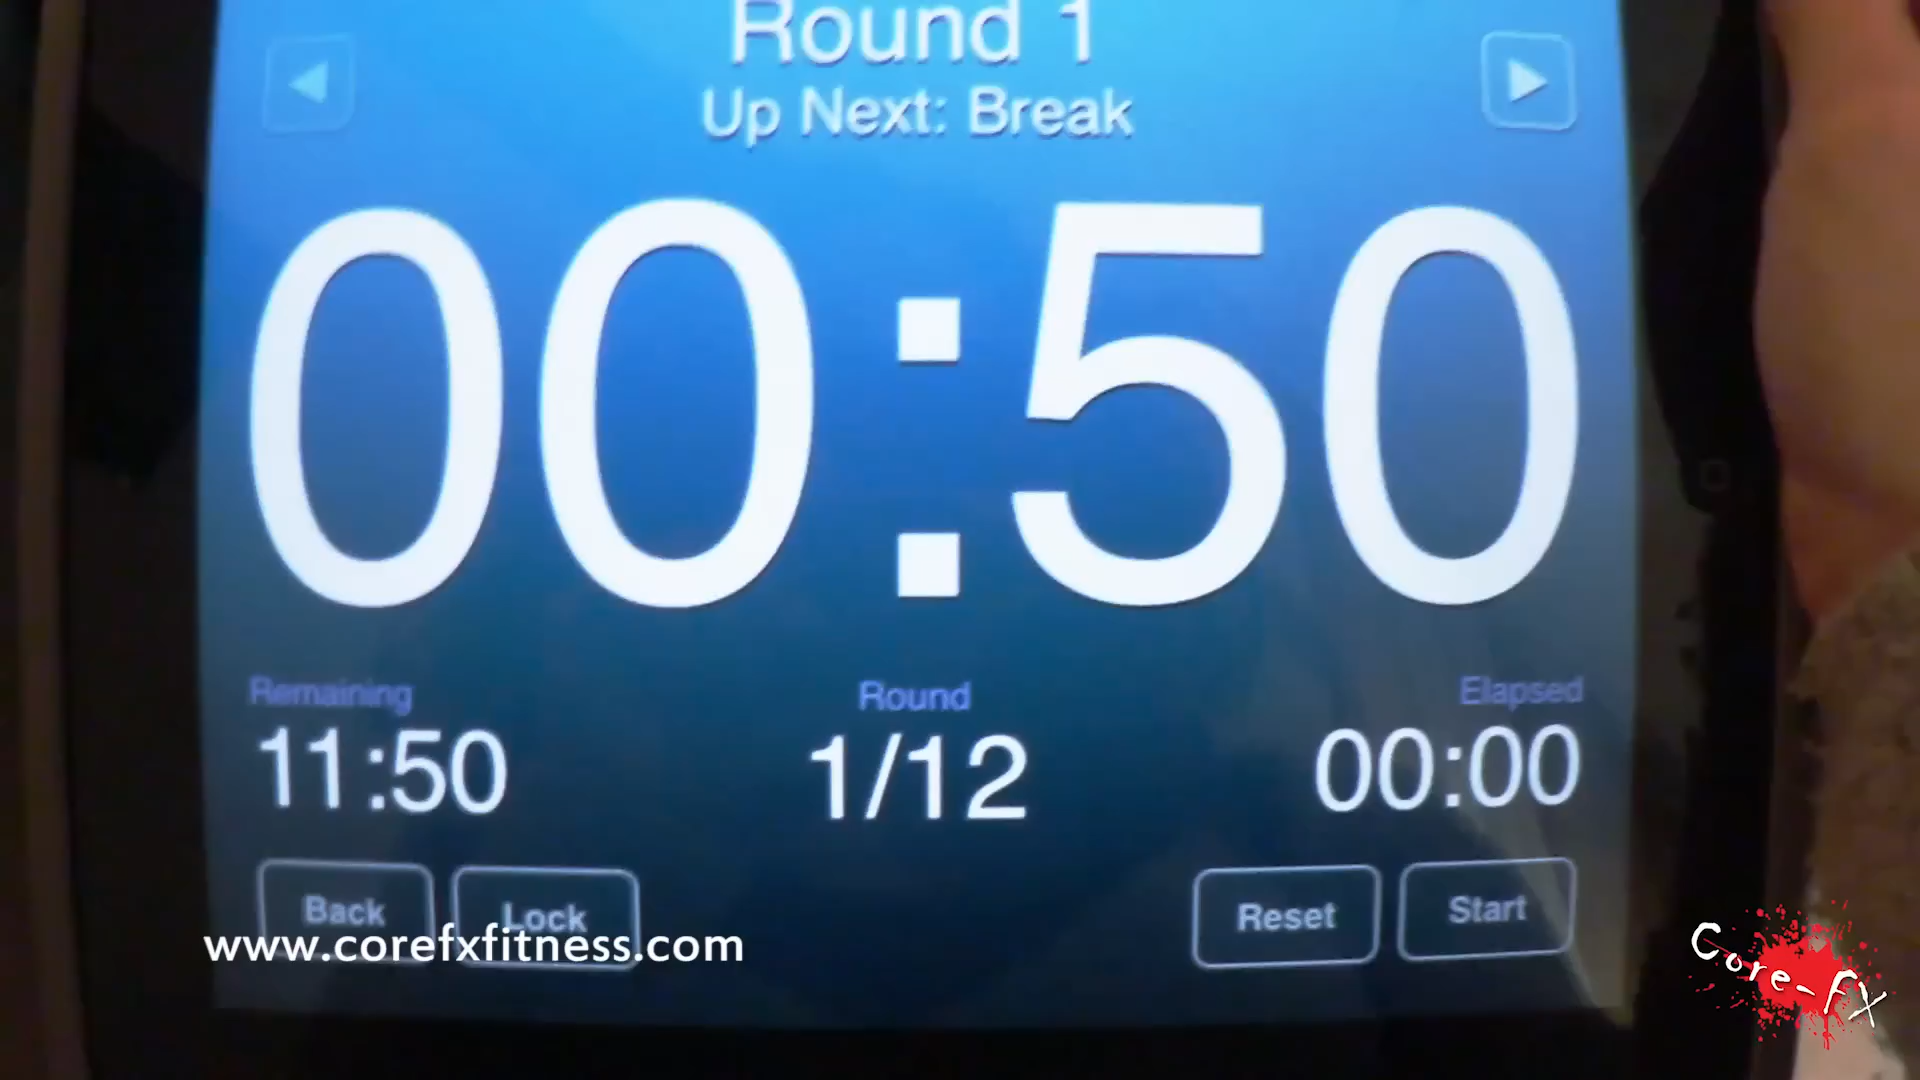 Round 1
Up Next: Break
00:50
Remaining
Round
Elapsed
11:50
1/12
00:00
Back
Lock
Reset
Start
www.corefxfitness.com
Core-FX